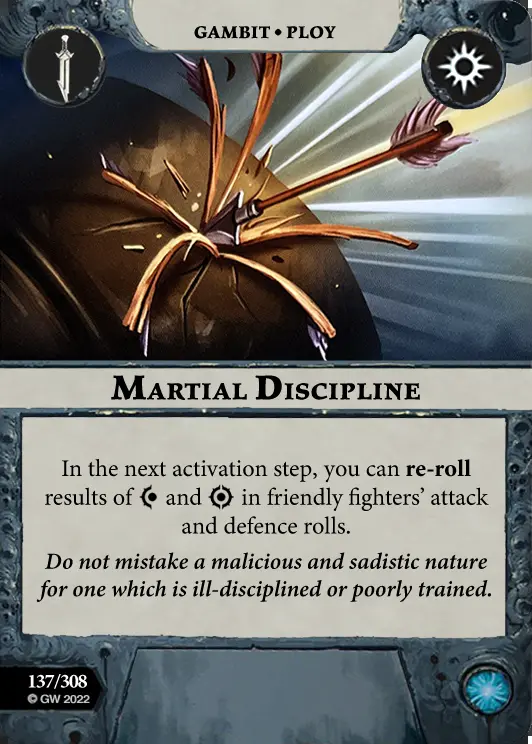 GAMBIT • PLOY
MARTIAL DISCIPLINE
In the next activation step, you can re-roll
results of and in friendly fighters' attack
and defence rolls.
Do not mistake a malicious and sadistic nature
for one which is ill-disciplined or poorly trained.
137/308
© GW 2022